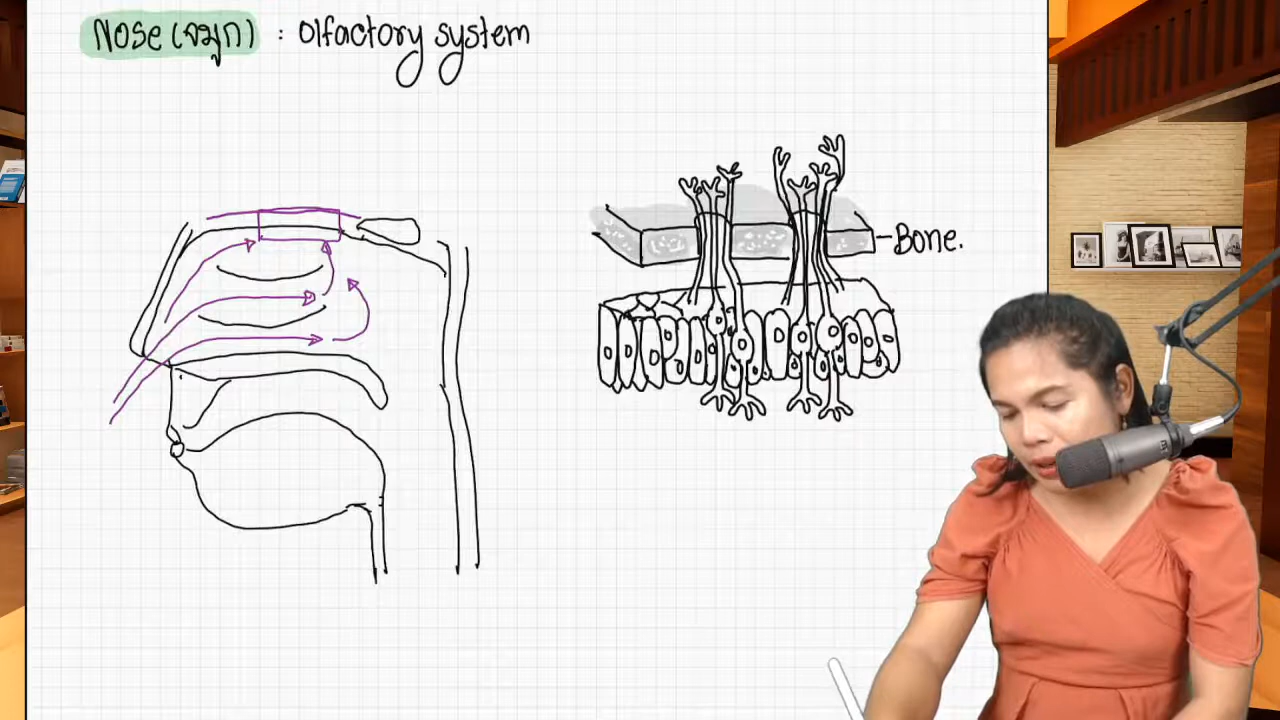 Nose (จมูก) : Olfactory system
Bone.